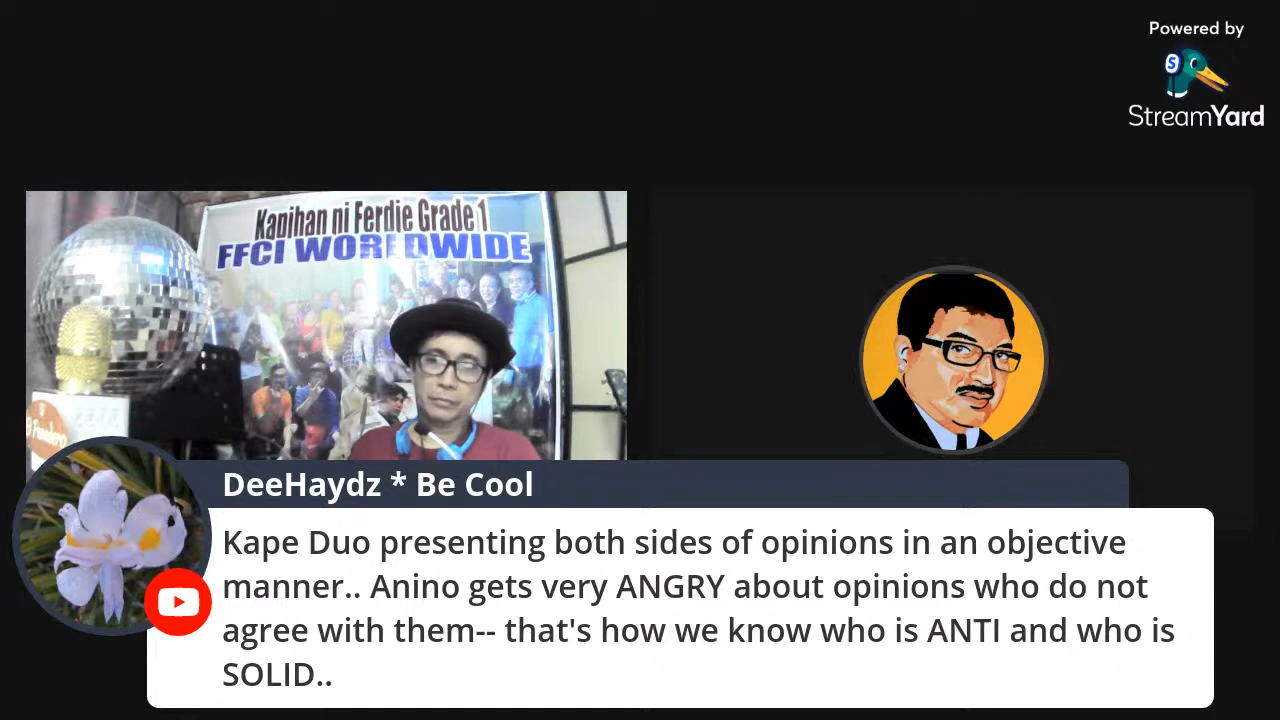 Powered by
S
StreamYard
Kapihan ni Ferdie Grade 1
FFCI WORLDWIDE
DeeHaydz * Be Cool
Kape Duo presenting both sides of opinions in an objective
manner.. Anino gets very ANGRY about opinions who do not
agree with them-- that's how we know who is ANTI and who is
SOLID..